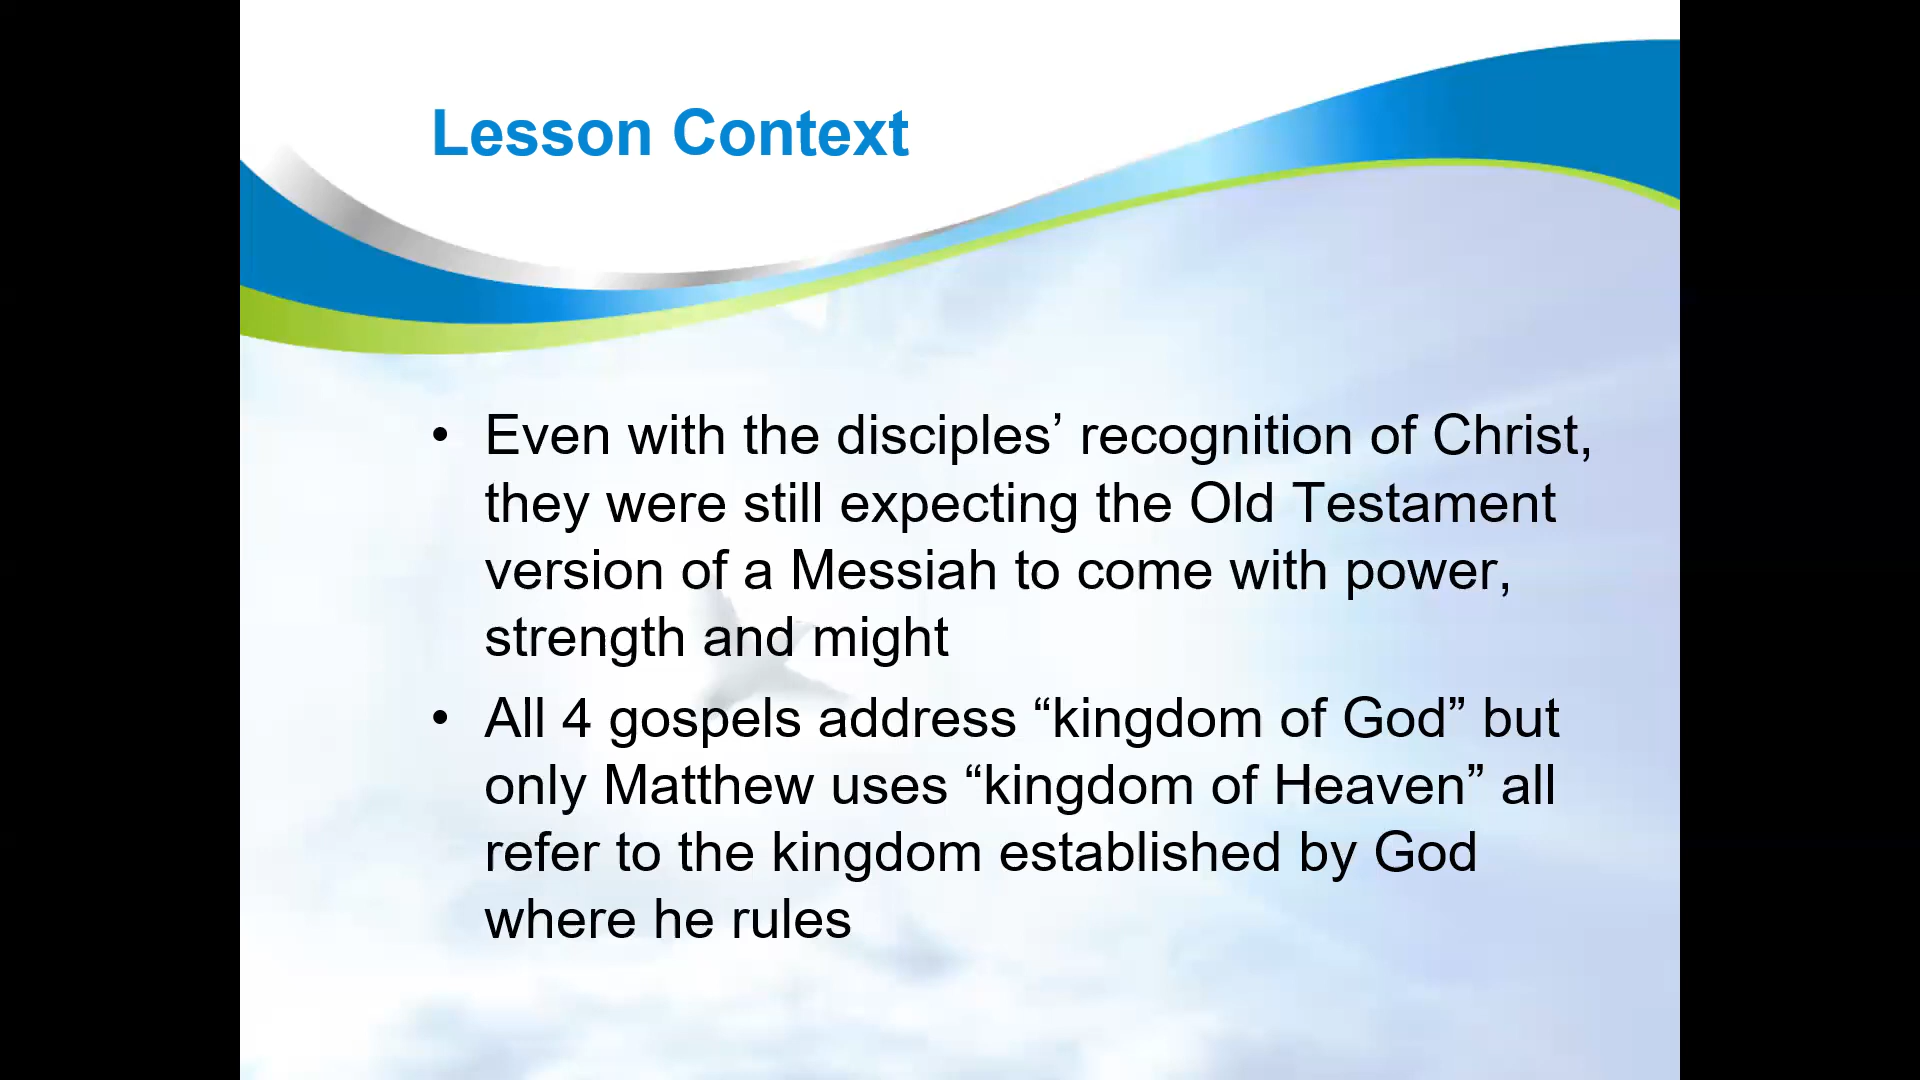 Lesson Context
• Even with the disciples’ recognition of Christ,
they were still expecting the Old Testament
version of a Messiah to come with power,
strength and might
• All 4 gospels address “kingdom of God” but
only Matthew uses “kingdom of Heaven” all
refer to the kingdom established by God
where he rules